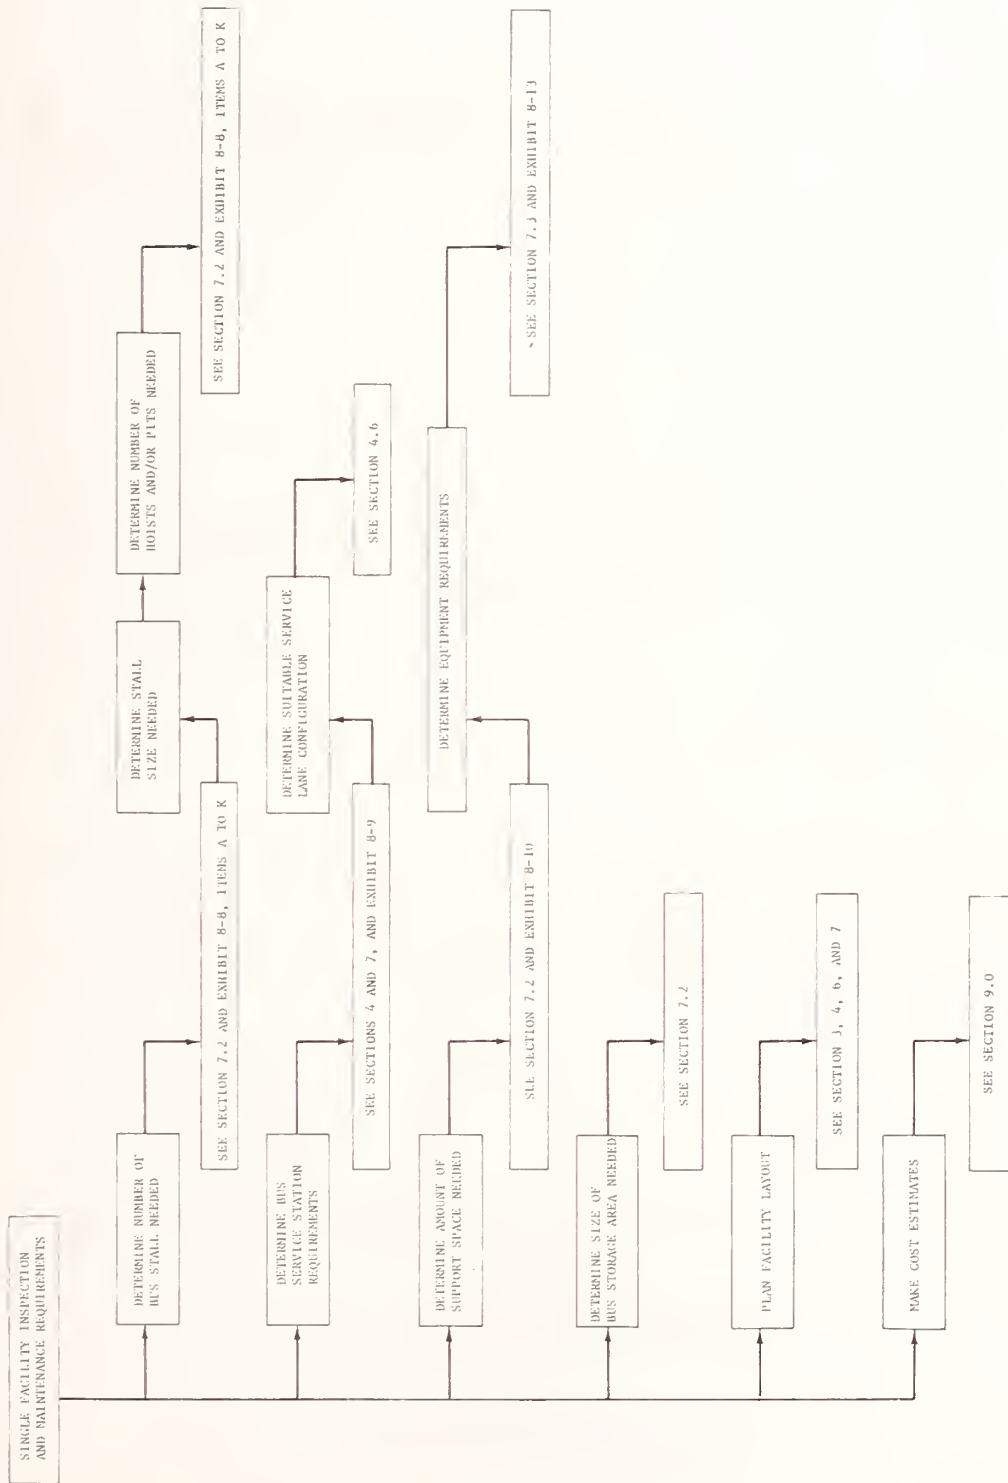 SINGLE FACILITY INSPECTION
AND MAINTENANCE REQUIREMENTS
DETERMINE NUMBER OF
BUS STALL NEEDED
SEE SECTION 7.2 AND EXHIBIT 8-8, ITEMS A TO K
DETERMINE STALL
SIZE NEEDED
DETERMINE NUMBER OF
HOISTS AND/OR PITS NEEDED
SEE SECTION 7.2 AND EXHIBIT 8-8, ITEMS A TO K
DETERMINE BUS
SERVICE STATION
REQUIREMENTS
SEE SECTIONS 4 AND 7, AND EXHIBIT 8-9
DETERMINE SUITABLE SERVICE
LANE CONFIGURATION
SEE SECTION 4.6
DETERMINE AMOUNT OF
SUPPORT SPACE NEEDED
SEE SECTION 7.2 AND EXHIBIT 8-10
DETERMINE EQUIPMENT REQUIREMENTS
SEE SECTION 7.3 AND EXHIBIT 8-13
DETERMINE SIZE OF
BUS STORAGE AREA NEEDED
SEE SECTION 7.2
PLAN FACILITY LAYOUT
SEE SECTION 3, 4, 6, AND 7
MAKE COST ESTIMATES
SEE SECTION 9.0